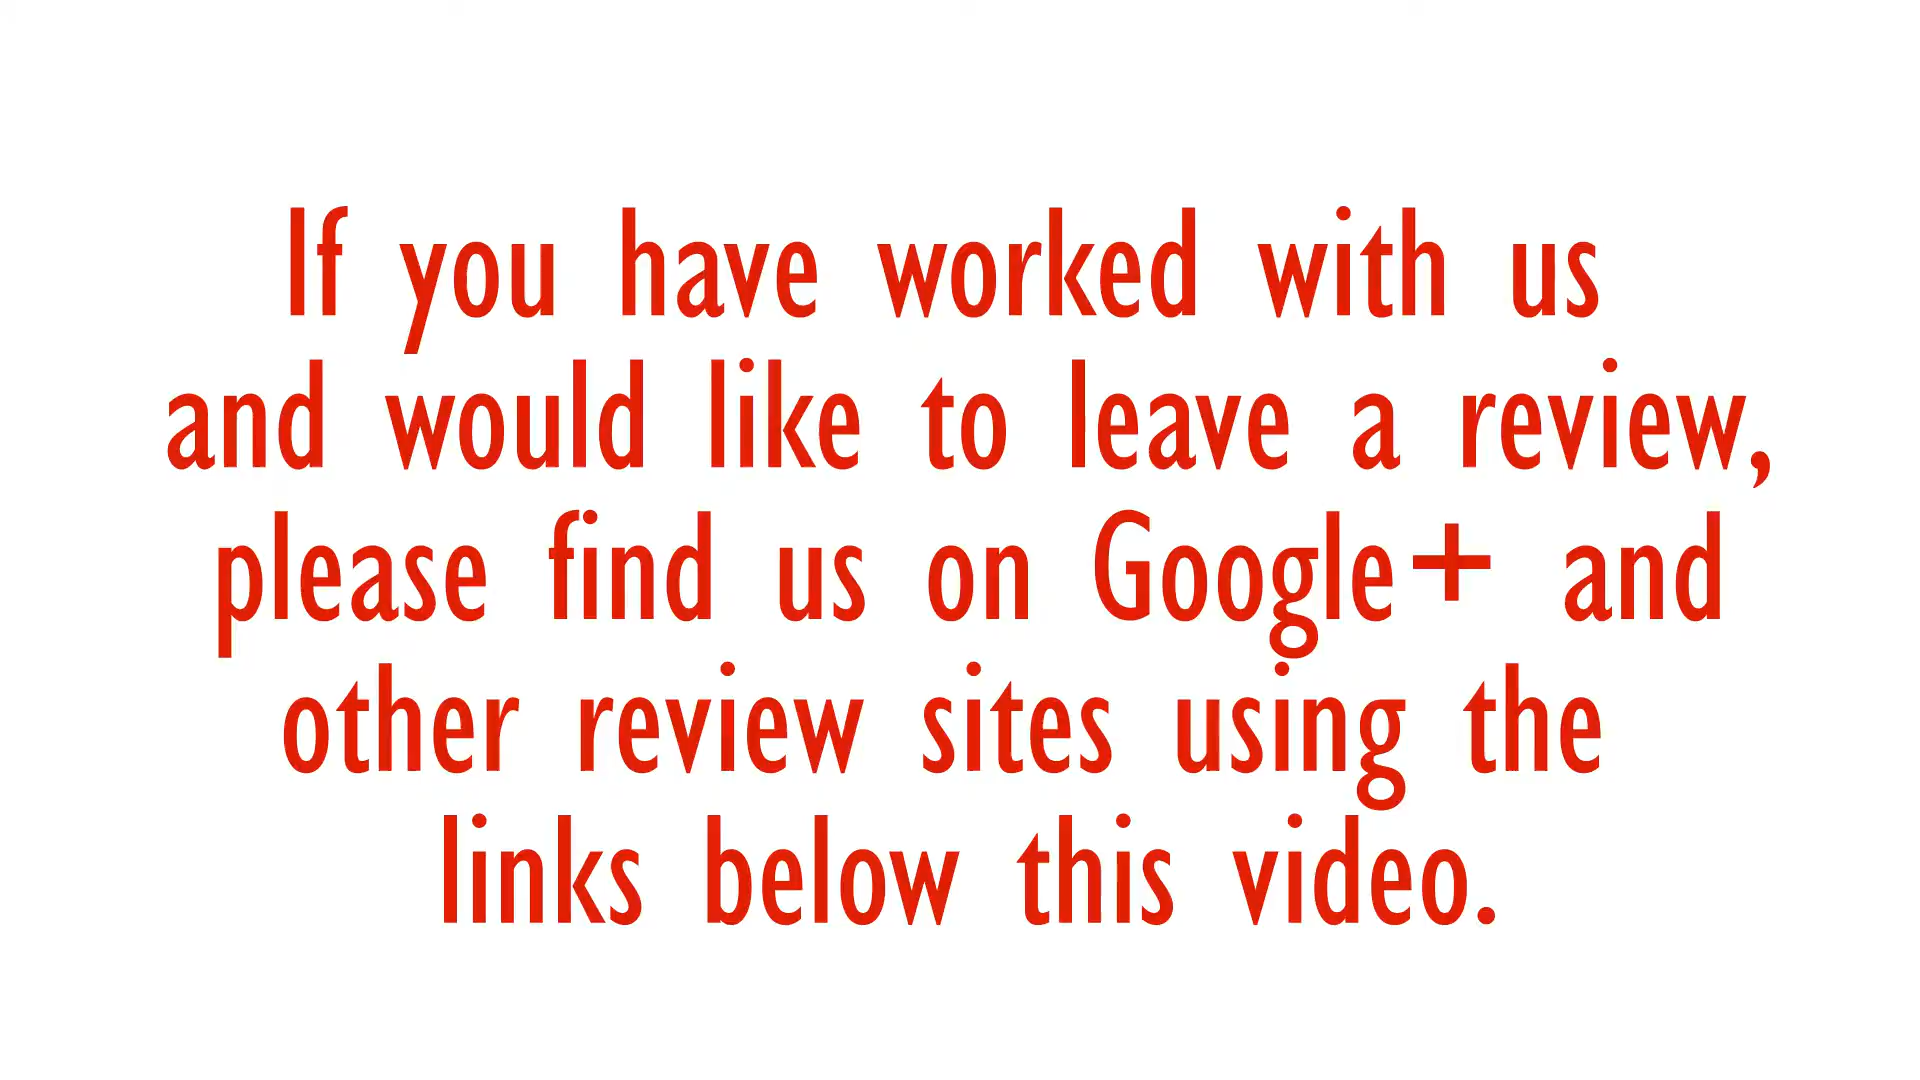 If you have worked with us
and would like to leave a review,
please find us on Google+ and
other review sites using the
links below this video.